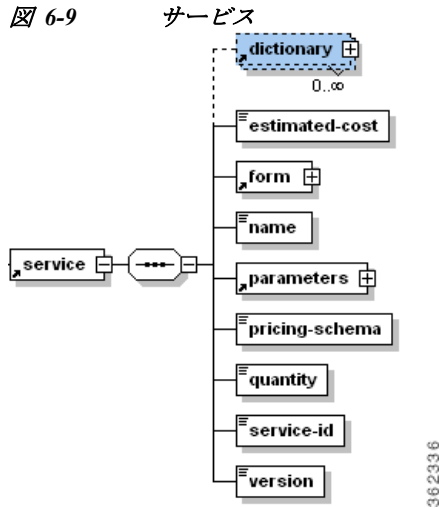 図 6-9 サービス
dictionary
0..∞
estimated-cost
form
name
service
parameters
pricing-schema
quantity
service-id
version
362336